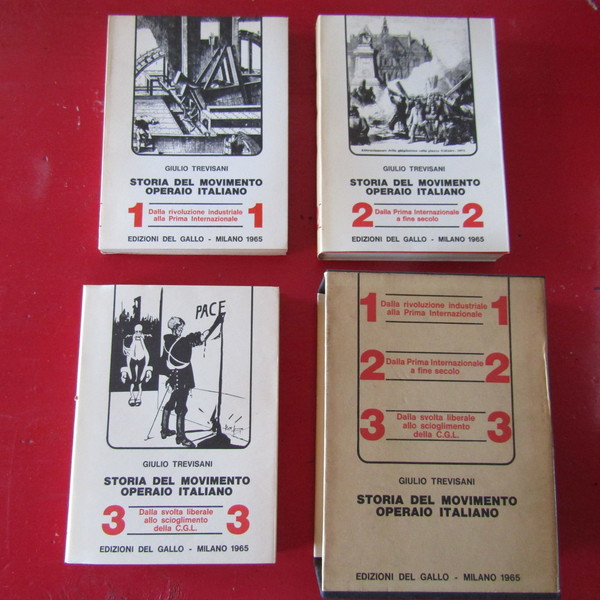 GIULIO TREVISANI
STORIA DEL MOVIMENTO
OPERAIO ITALIANO
1 Dalla rivoluzione industriale 1
alla Prima Internazionale
EDIZIONI DEL GALLO - MILANO 1965
GIULIO TREVISANI
STORIA DEL MOVIMENTO
OPERAIO ITALIANO
2 Dalla Prima Internazionale 2
a fine secolo
EDIZIONI DEL GALLO - MILANO 1965
PACE
GIULIO TREVISANI
STORIA DEL MOVIMENTO
OPERAIO ITALIANO
3 Dalla svolta liberale 3
allo scioglimento
della C.G.L.
EDIZIONI DEL GALLO - MILANO 1965
1 Dalla rivoluzione industriale 1
alla Prima Internazionale
2 Dalla Prima Internazionale 2
a fine secolo
3 Dalla svolta liberale 3
allo scioglimento
della C.G.L.
GIULIO TREVISANI
STORIA DEL MOVIMENTO
OPERAIO ITALIANO
EDIZIONI DEL GALLO - MILANO 1965